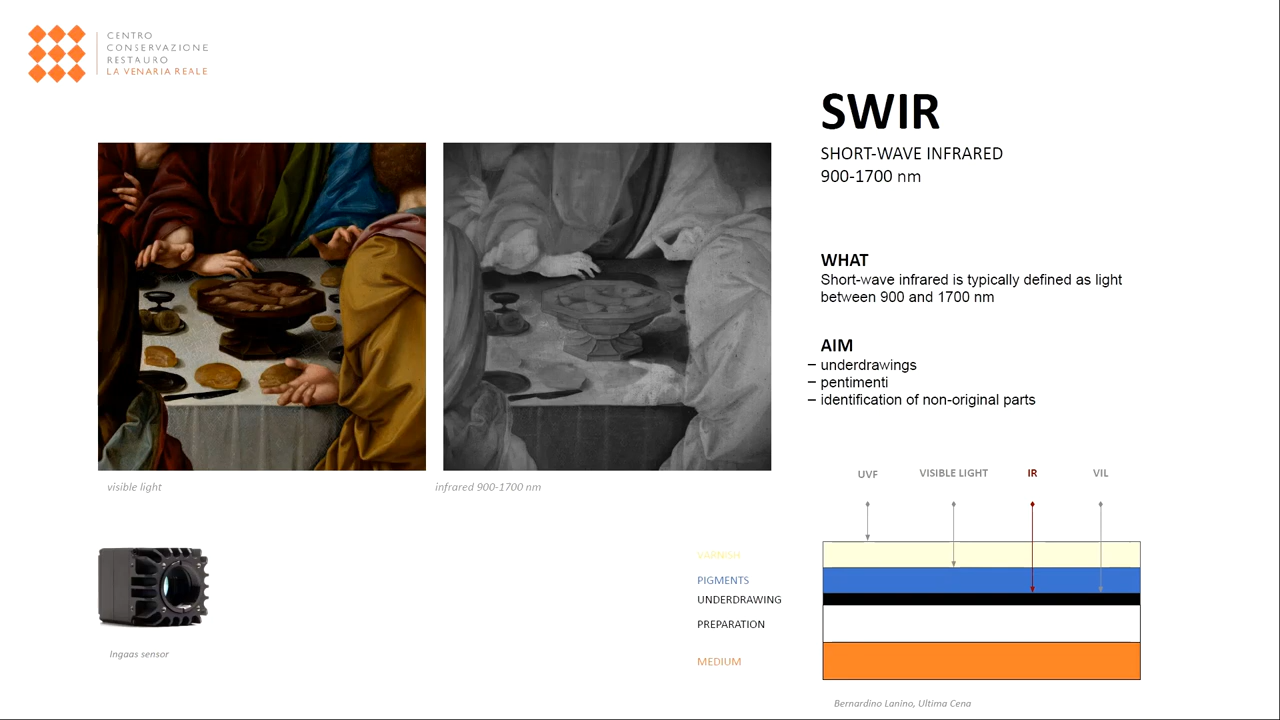 CENTRO
CONSERVAZIONE
RESTAURO
LA VENARIA REALE
SWIR
SHORT-WAVE INFRARED
900-1700 nm
WHAT
Short-wave infrared is typically defined as light
between 900 and 1700 nm
AIM
– underdrawings
– pentimenti
– identification of non-original parts
visible light
infrared 900-1700 nm
Ingaas sensor
UVF VISIBLE LIGHT IR VIL
VARNISH
PIGMENTS
UNDERDRAWING
PREPARATION
MEDIUM
Bernardino Lanino, Ultima Cena